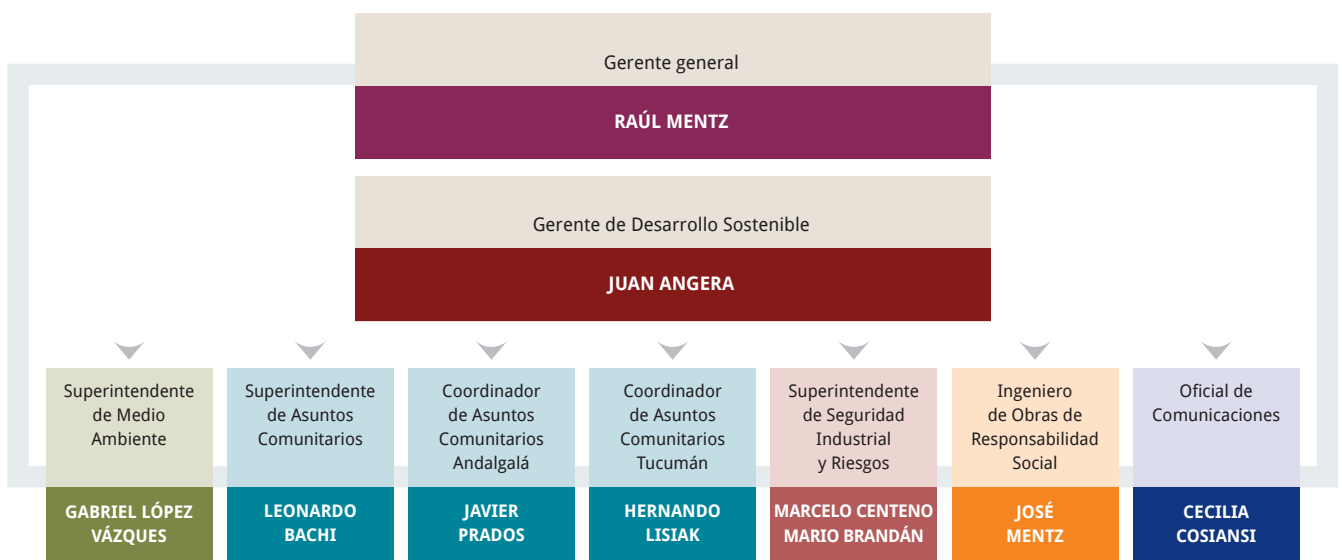 Gerente general
RAÚL MENTZ
Gerente de Desarrollo Sostenible
JUAN ANGERA
Superintendente
de Medio
Ambiente
GABRIEL LÓPEZ
VÁZQUES
Superintendente
de Asuntos
Comunitarios
LEONARDO
BACHI
Coordinador
de Asuntos
Comunitarios
Andalgalá
JAVIER
PRADOS
Coordinador
de Asuntos
Comunitarios
Tucumán
HERNANDO
LISIAK
Superintendente
de Seguridad
Industrial
y Riesgos
MARCELO CENTENO
MARIO BRANDÁN
Ingeniero
de Obras de
Responsabilidad
Social
JOSÉ
MENTZ
Oficial de
Comunicaciones
CECILIA
COSIANSI